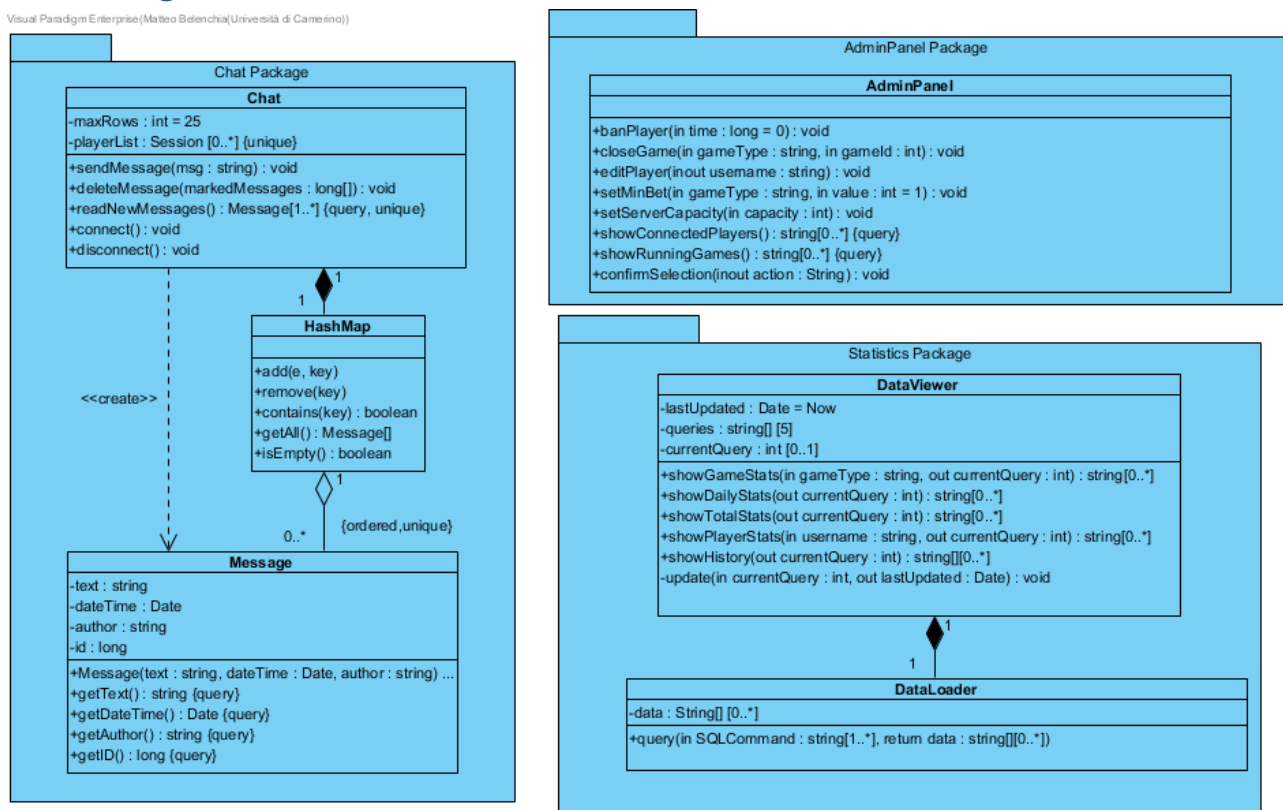 Visual Paradigm Enterprise(Matteo Belenchia(Università di Camerino))
Chat Package
Chat
-maxRows : int = 25
-playerList : Session [0..*] {unique}
+sendMessage(msg : string) : void
+deleteMessage(markedMessages : long[]) : void
+readNewMessages() : Message[1..*] {query, unique}
+connect() : void
+disconnect() : void
1
1
HashMap
+add(e, key)
+remove(key)
+contains(key) : boolean
+getAll() : Message[]
+isEmpty() : boolean
<<create>>
1
0..*
{ordered,unique}
Message
-text : string
-dateTime : Date
-author : string
-id : long
+Message(text : string, dateTime : Date, author : string) ...
+getText() : string {query}
+getDateTime() : Date {query}
+getAuthor() : string {query}
+getID() : long {query}
AdminPanel Package
AdminPanel
+banPlayer(in time : long = 0) : void
+closeGame(in gameType : string, in gameId : int) : void
+editPlayer(inout username : string) : void
+setMinBet(in gameType : string, in value : int = 1) : void
+setServerCapacity(in capacity : int) : void
+showConnectedPlayers() : string[0..*] {query}
+showRunningGames() : string[0..*] {query}
+confirmSelection(inout action : String) : void
Statistics Package
DataViewer
-lastUpdated : Date = Now
-queries : string[] [5]
-currentQuery : int [0..1]
+showGameStats(in gameType : string, out currentQuery : int) : string[0..*]
+showDailyStats(out currentQuery : int) : string[0..*]
+showTotalStats(out currentQuery : int) : string[0..*]
+showPlayerStats(in username : string, out currentQuery : int) : string[0..*]
+showHistory(out currentQuery : int) : string[][0..*]
-update(in currentQuery : int, out lastUpdated : Date) : void
1
1
DataLoader
-data : String[] [0..*]
+query(in SQLCommand : string[1..*], return data : string[][0..*])